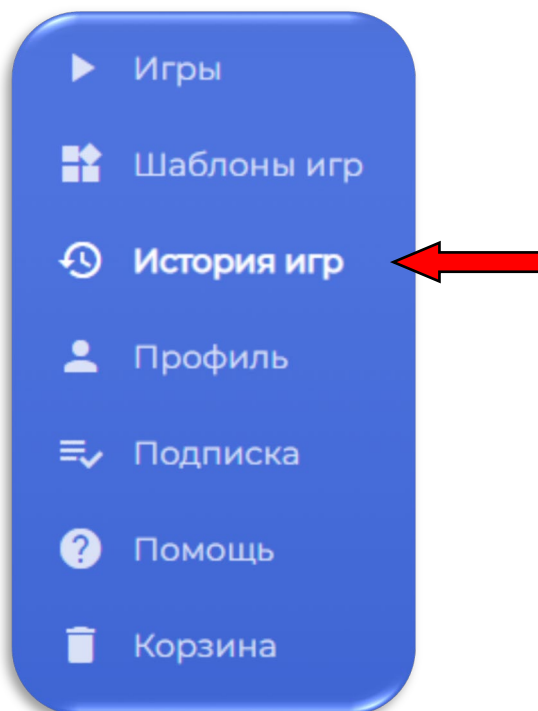 Игры
Шаблоны игр
История игр
Профиль
Подписка
Помощь
Корзина